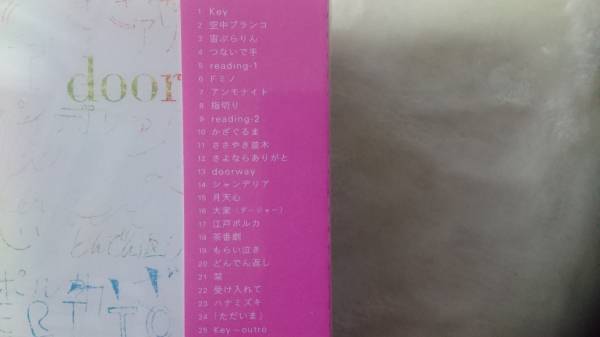 door
1 Key
2 空中ブランコ
3 宙ぶらりん
4 つないで手
5 reading-1
6 Fミノ
7 アンモナイト
8 指切り
9 reading-2
10 かざぐるま
11 ささやき並木
12 さよならありがと
13 doorway
14 シャンデリア
15 月天心
16 大家(ダージャー)
17 江戸ポルカ
18 茶番劇
19 もらい泣き
20 どんでん返し
21 栞
22 受け入れて
23 ハナミズキ
24 「ただいま」
25 Key－outro